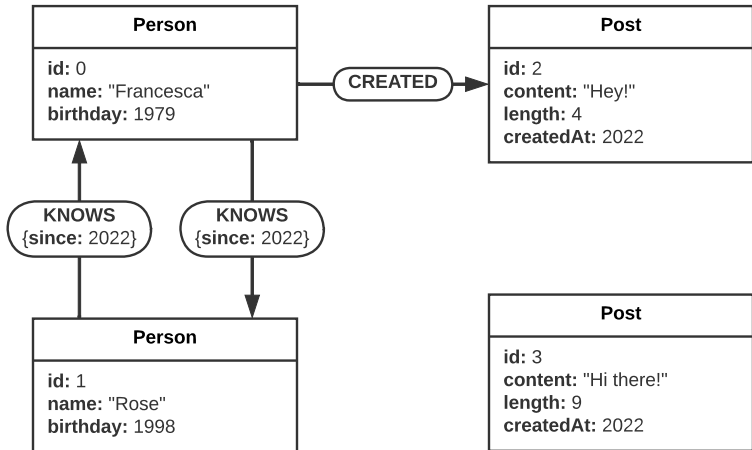 Person
id: 0
name: "Francesca"
birthday: 1979
CREATED
Post
id: 2
content: "Hey!"
length: 4
createdAt: 2022
KNOWS
{since: 2022}
KNOWS
{since: 2022}
Person
id: 1
name: "Rose"
birthday: 1998
Post
id: 3
content: "Hi there!"
length: 9
createdAt: 2022